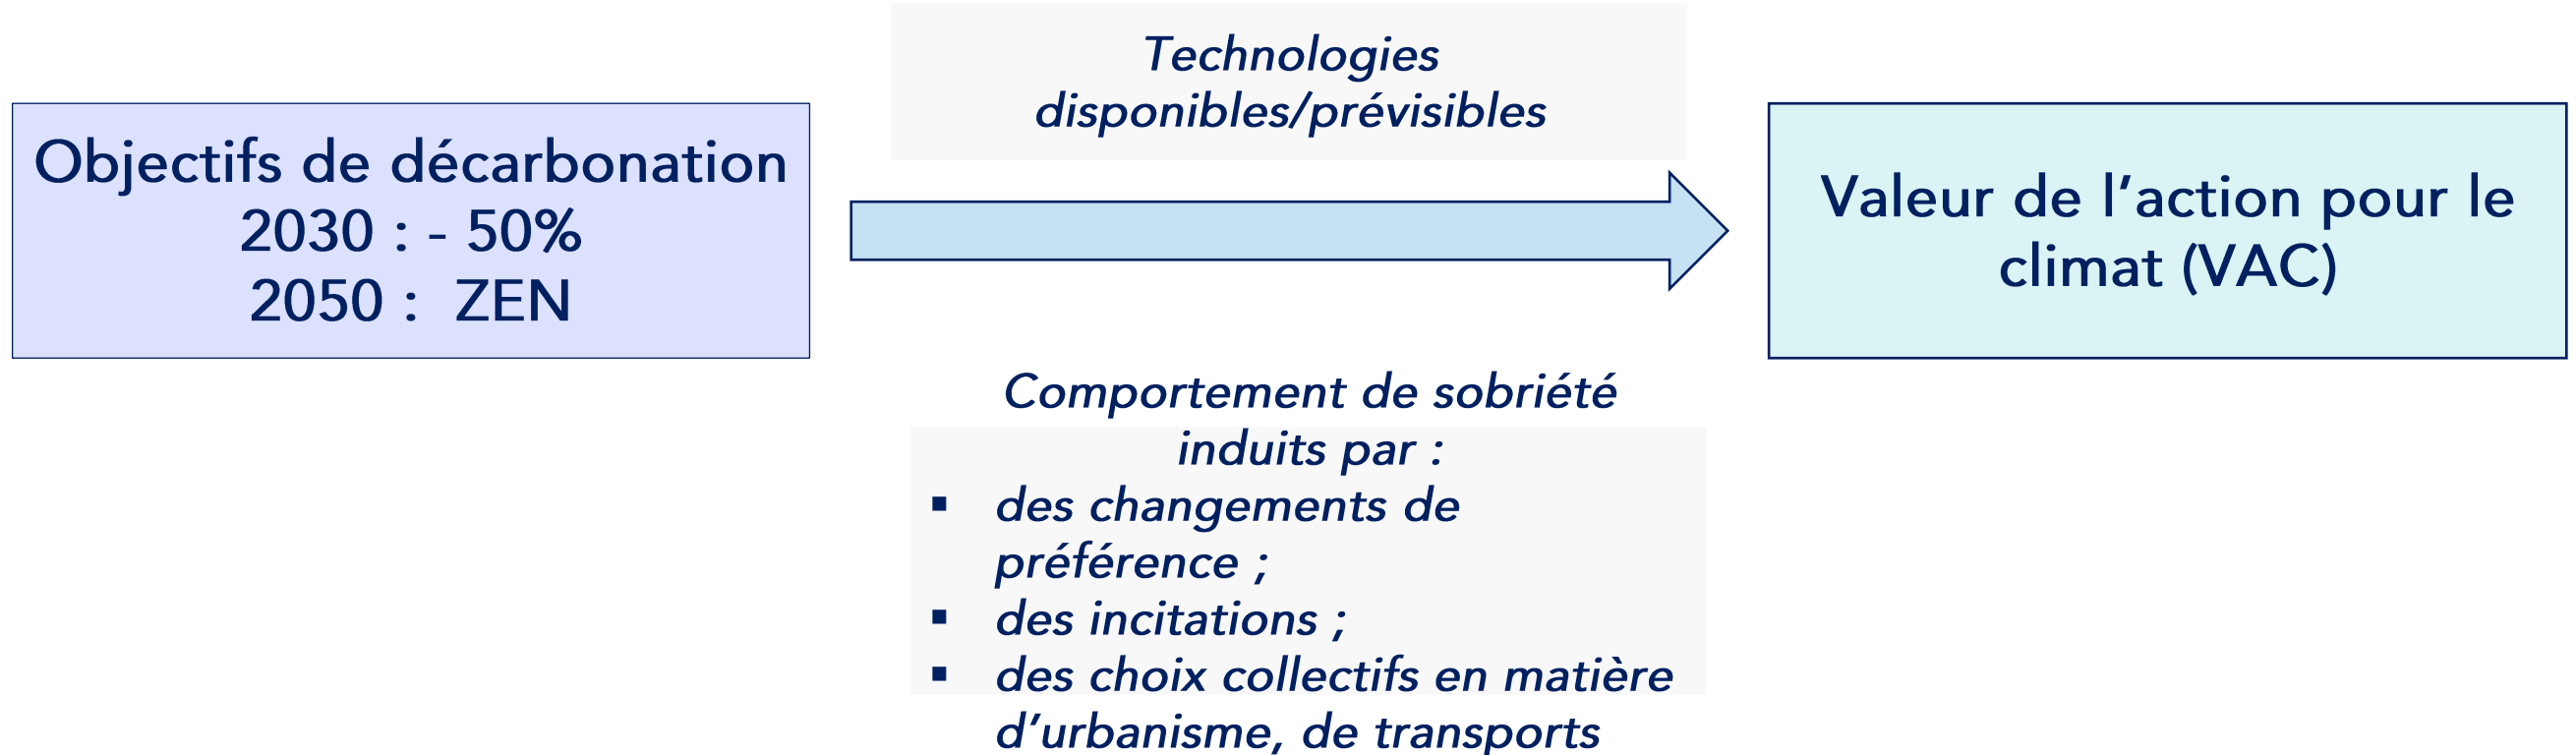 Objectifs de décarbonation
2030 : - 50%
2050 :  ZEN
Technologies
disponibles/prévisibles
Comportement de sobriété
induits par :
▪ des changements de
préférence ;
▪ des incitations ;
▪ des choix collectifs en matière
d’urbanisme, de transports
Valeur de l’action pour le
climat (VAC)